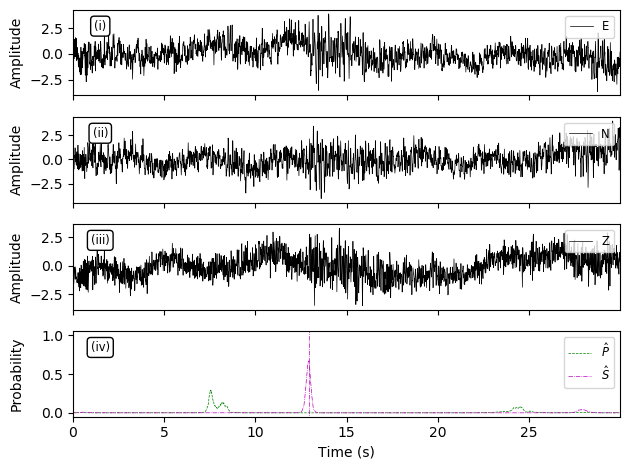 (i)
E
Amplitude
2.5
0.0
−2.5
(ii)
N
Amplitude
2.5
0.0
−2.5
(iii)
Z
Amplitude
2.5
0.0
−2.5
(iv)
P̂
Ŝ
Probability
1.0
0.5
0.0
0 5 10 15 20 25
Time (s)